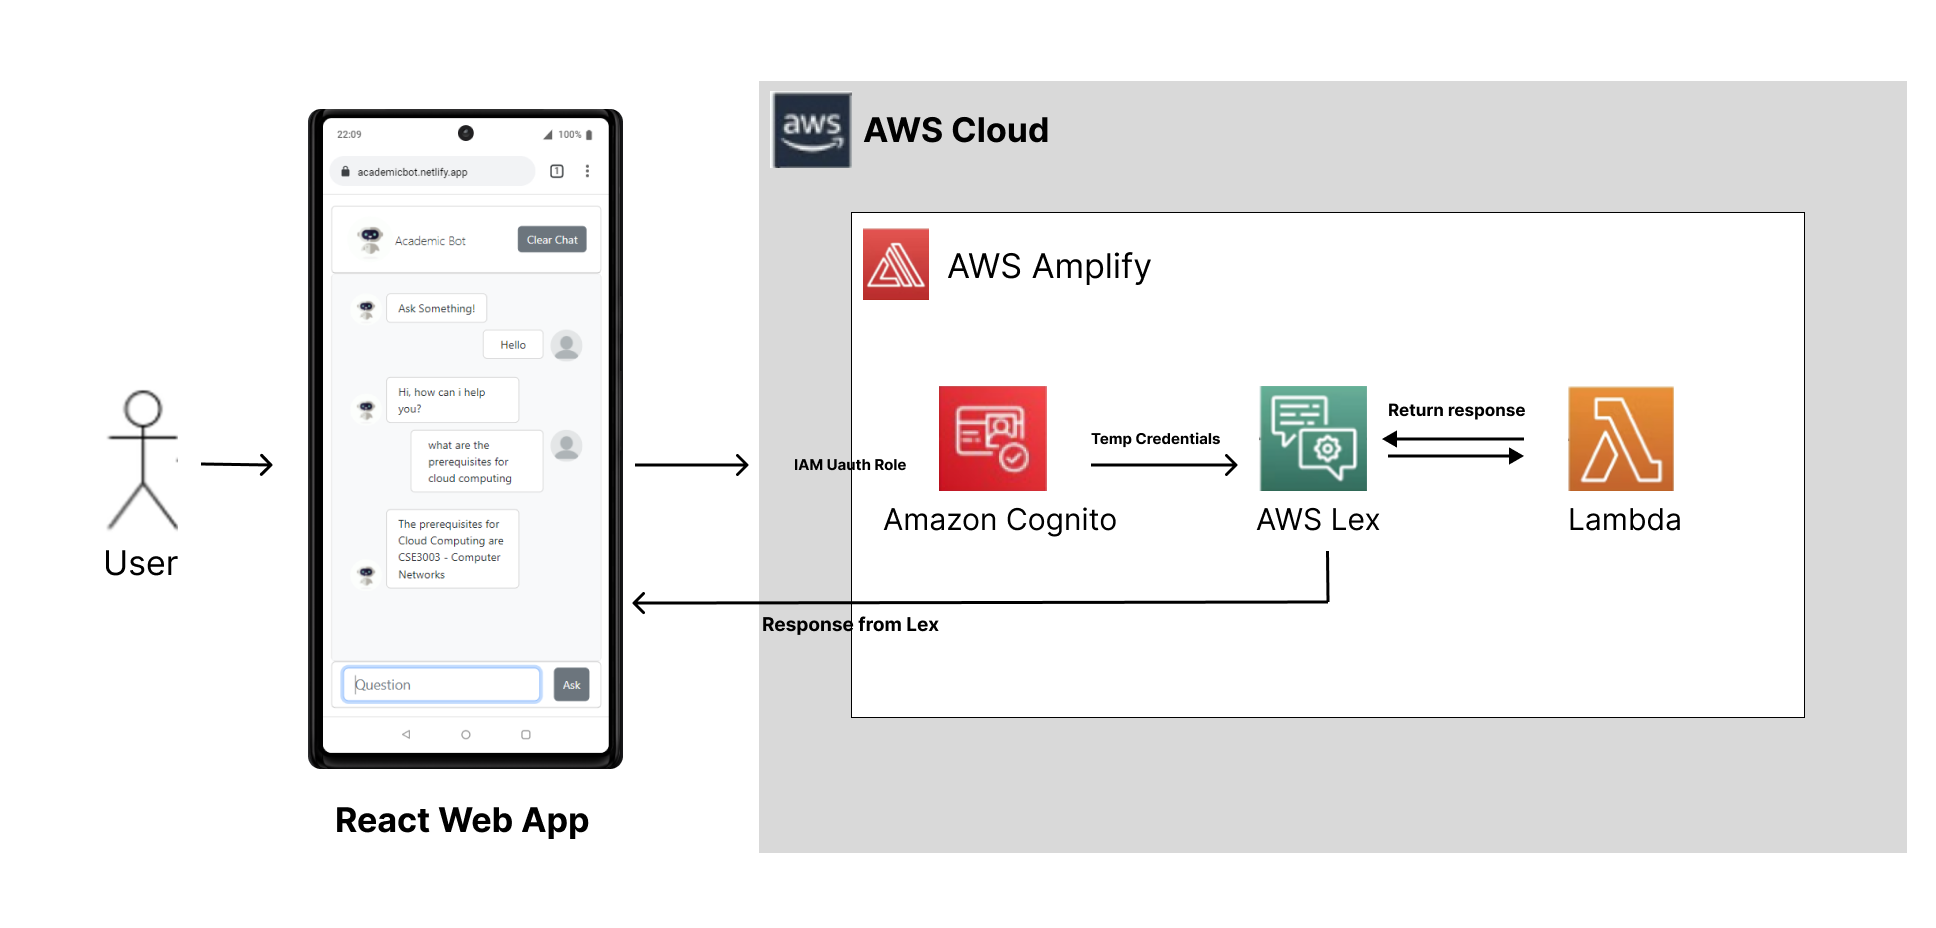 22:09
100%
academicbot.netlify.app
1
Academic Bot
Clear Chat
Ask Something!
Hello
Hi, how can i help
you?
what are the
prerequisites for
cloud computing
The prerequisites for
Cloud Computing are
CSE3003 - Computer
Networks
Question
Ask
User
React Web App
aws
AWS Cloud
AWS Amplify
IAM Uauth Role
Amazon Cognito
Temp Credentials
AWS Lex
Return response
Lambda
Response from Lex